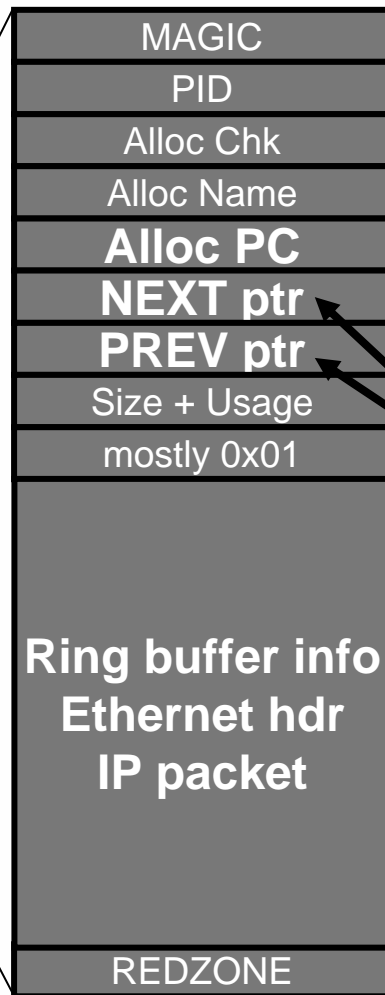 MAGIC
PID
Alloc Chk
Alloc Name
Alloc PC
NEXT ptr
PREV ptr
Size + Usage
mostly 0x01
Ring buffer info
Ethernet hdr
IP packet
REDZONE